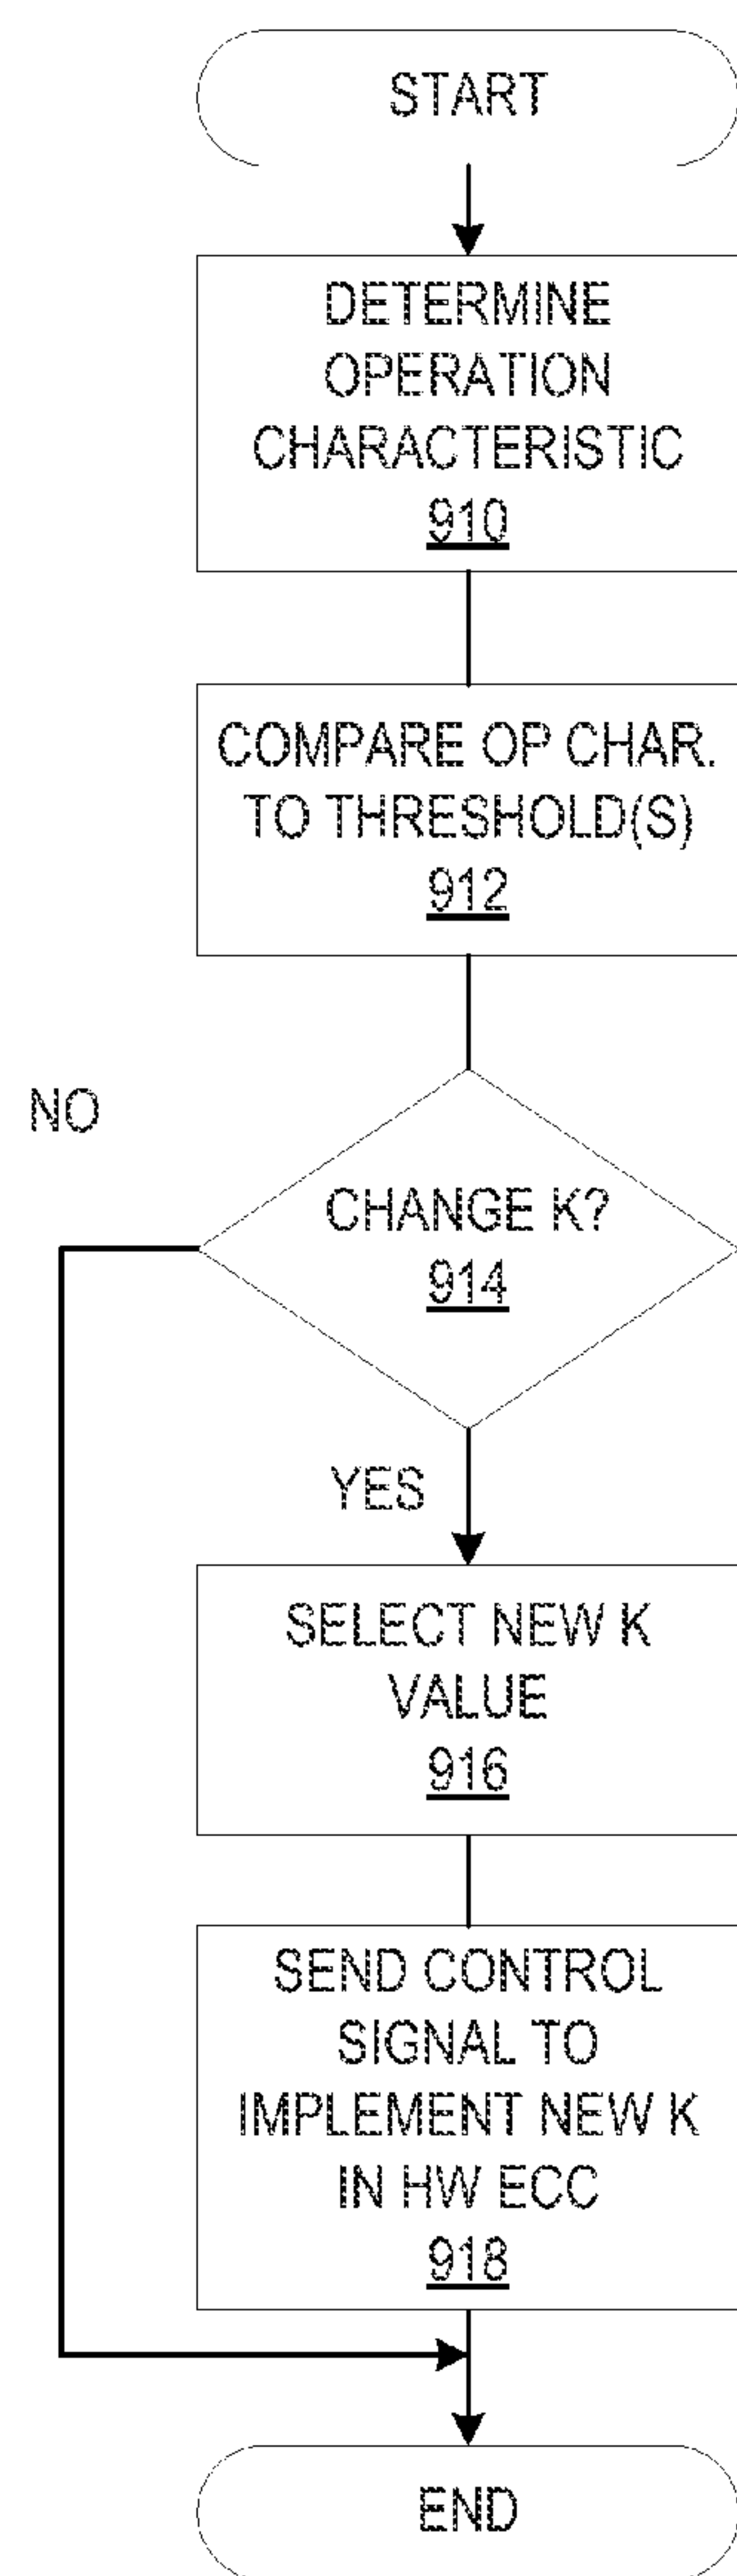 START
DETERMINE
OPERATION
CHARACTERISTIC
910
COMPARE OP CHAR.
TO THRESHOLD(S)
912
NO
CHANGE K?
914
YES
SELECT NEW K
VALUE
916
SEND CONTROL
SIGNAL TO
IMPLEMENT NEW K
IN HW ECC
918
END